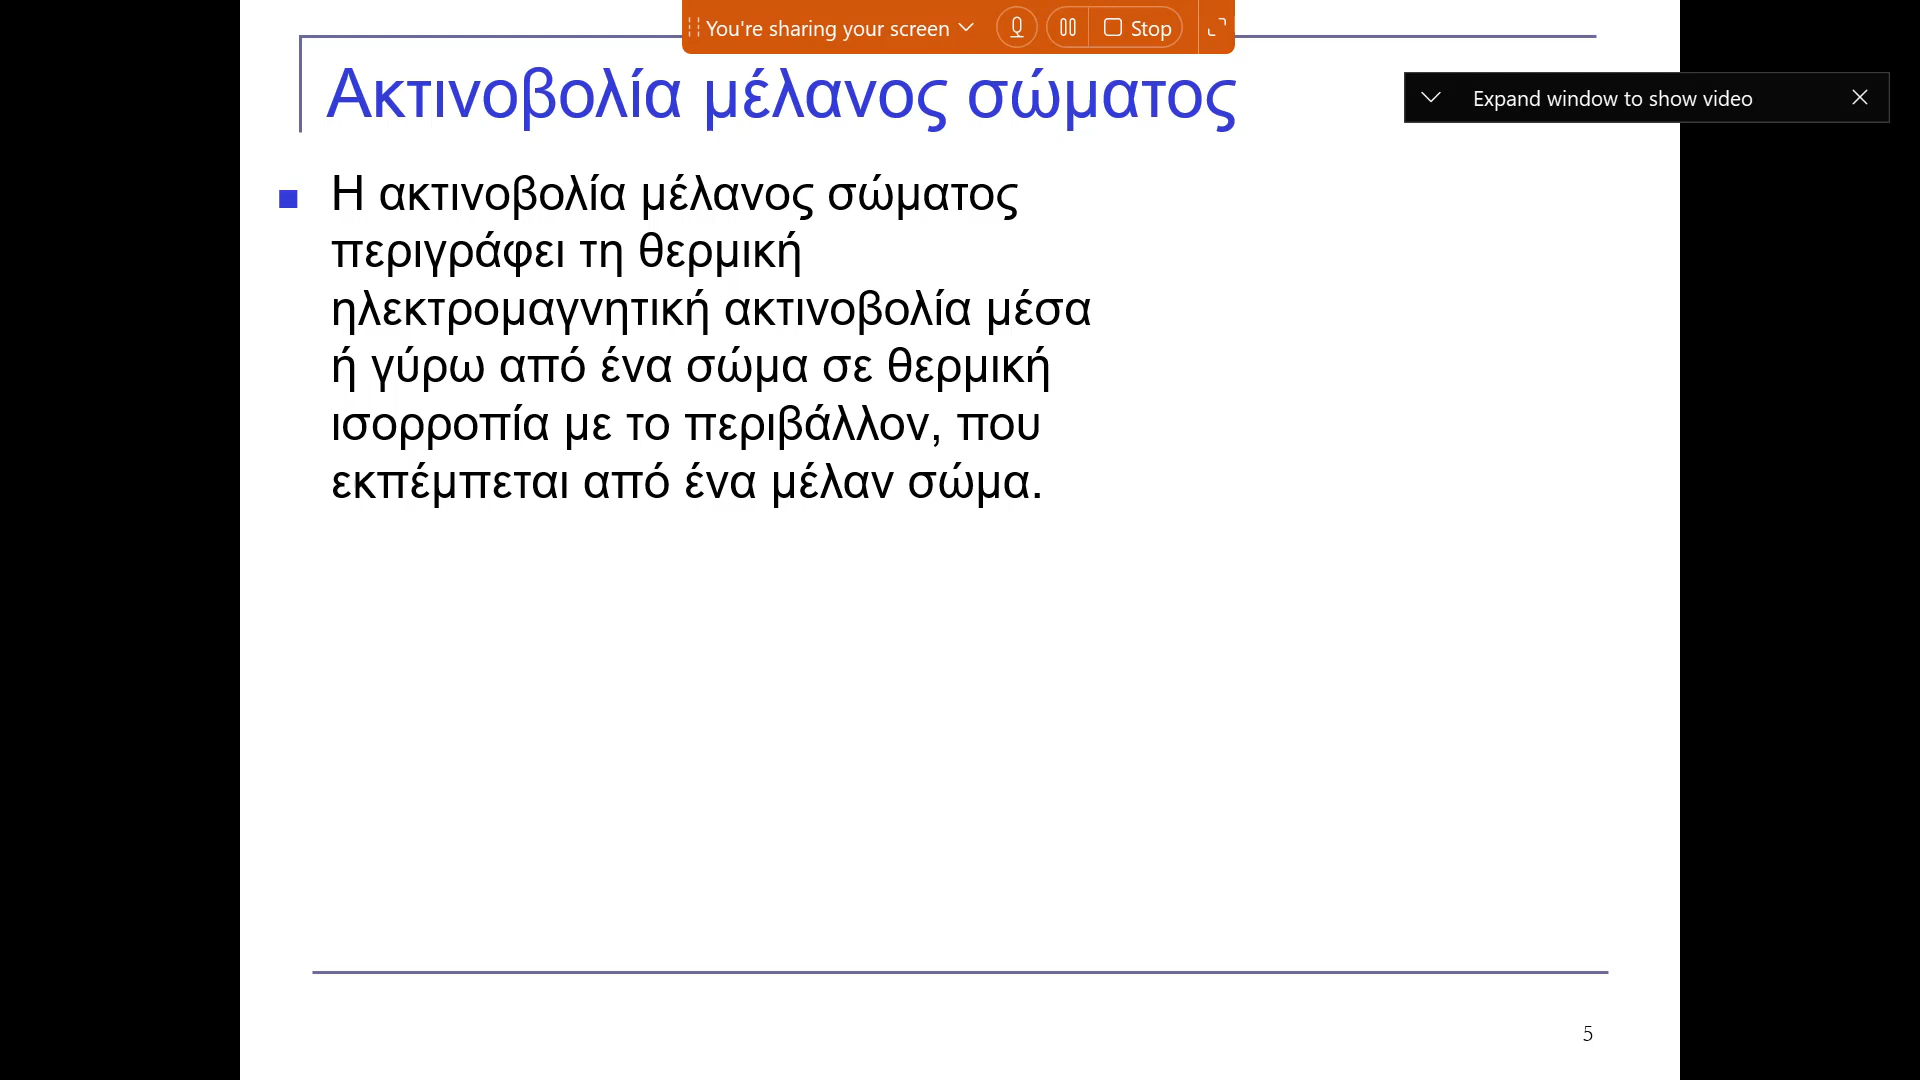 You're sharing your screen
Stop
Ακτινοβολία μέλανος σώματος
Expand window to show video
Η ακτινοβολία μέλανος σώματος
περιγράφει τη θερμική
ηλεκτρομαγνητική ακτινοβολία μέσα
ή γύρω από ένα σώμα σε θερμική
ισορροπία με το περιβάλλον, που
εκπέμπεται από ένα μέλαν σώμα.
5